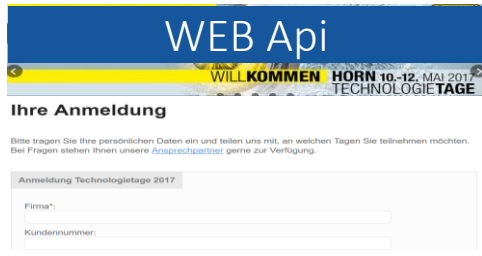 WEB Api
WILLKOMMEN HORN 10.-12. MAI 2017
TECHNOLOGIETAGE
Ihre Anmeldung
Bitte tragen Sie Ihre persönlichen Daten ein und teilen uns mit, an welchen Tagen Sie teilnehmen möchten.
Bei Fragen stehen Ihnen unsere Ansprechpartner gerne zur Verfügung.
Anmeldung Technologietage 2017
Firma*:
Kundennummer: